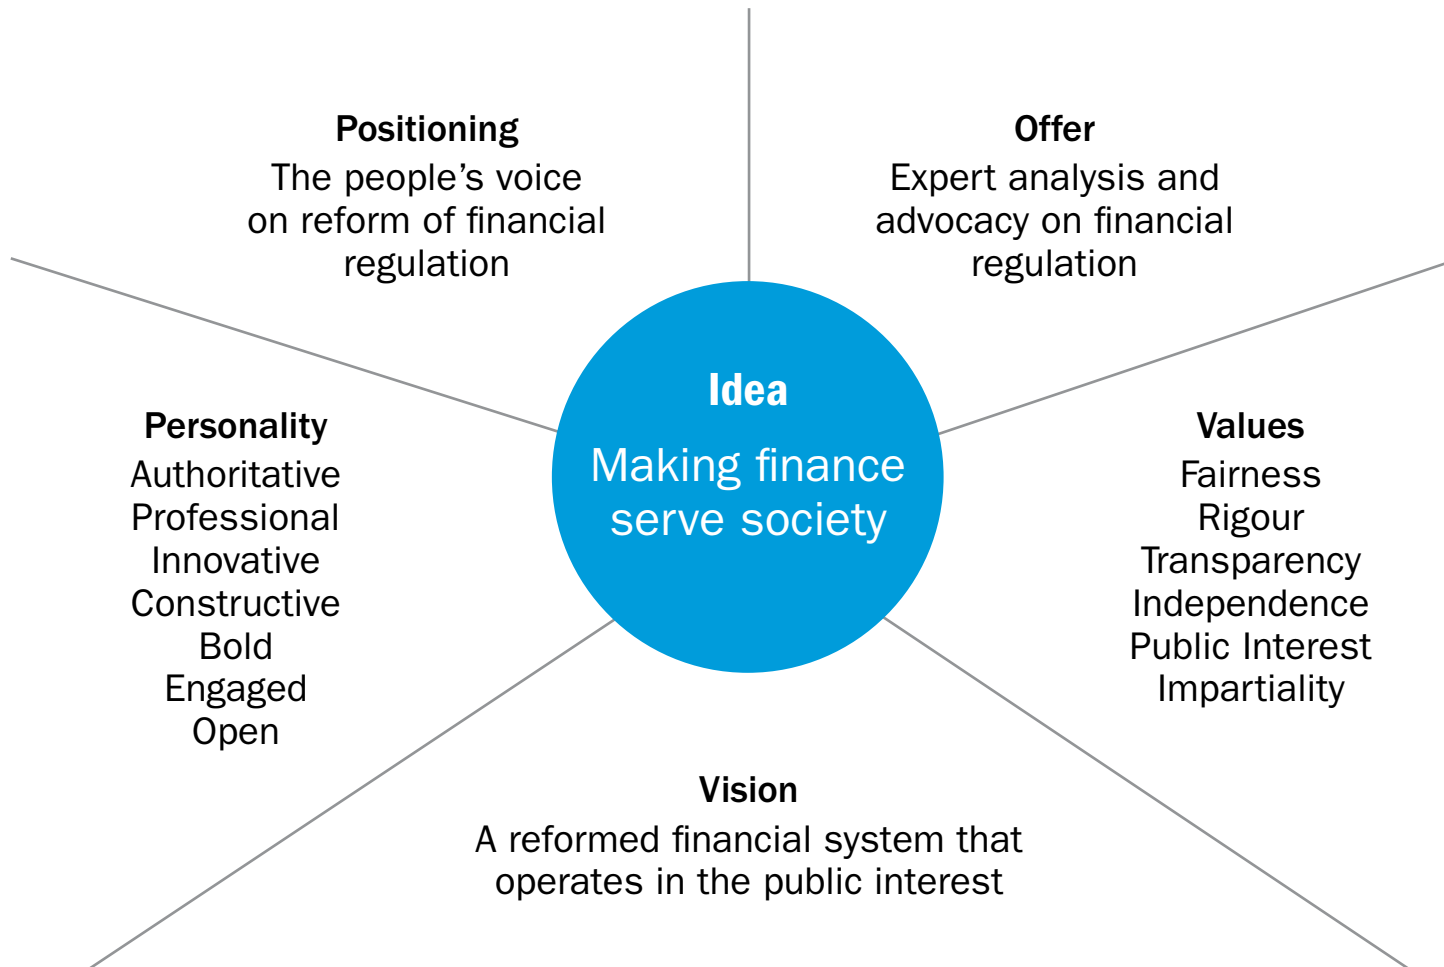 Positioning
The people’s voice
on reform of financial
regulation
Offer
Expert analysis and
advocacy on financial
regulation
Idea
Making finance
serve society
Personality
Authoritative
Professional
Innovative
Constructive
Bold
Engaged
Open
Values
Fairness
Rigour
Transparency
Independence
Public Interest
Impartiality
Vision
A reformed financial system that
operates in the public interest